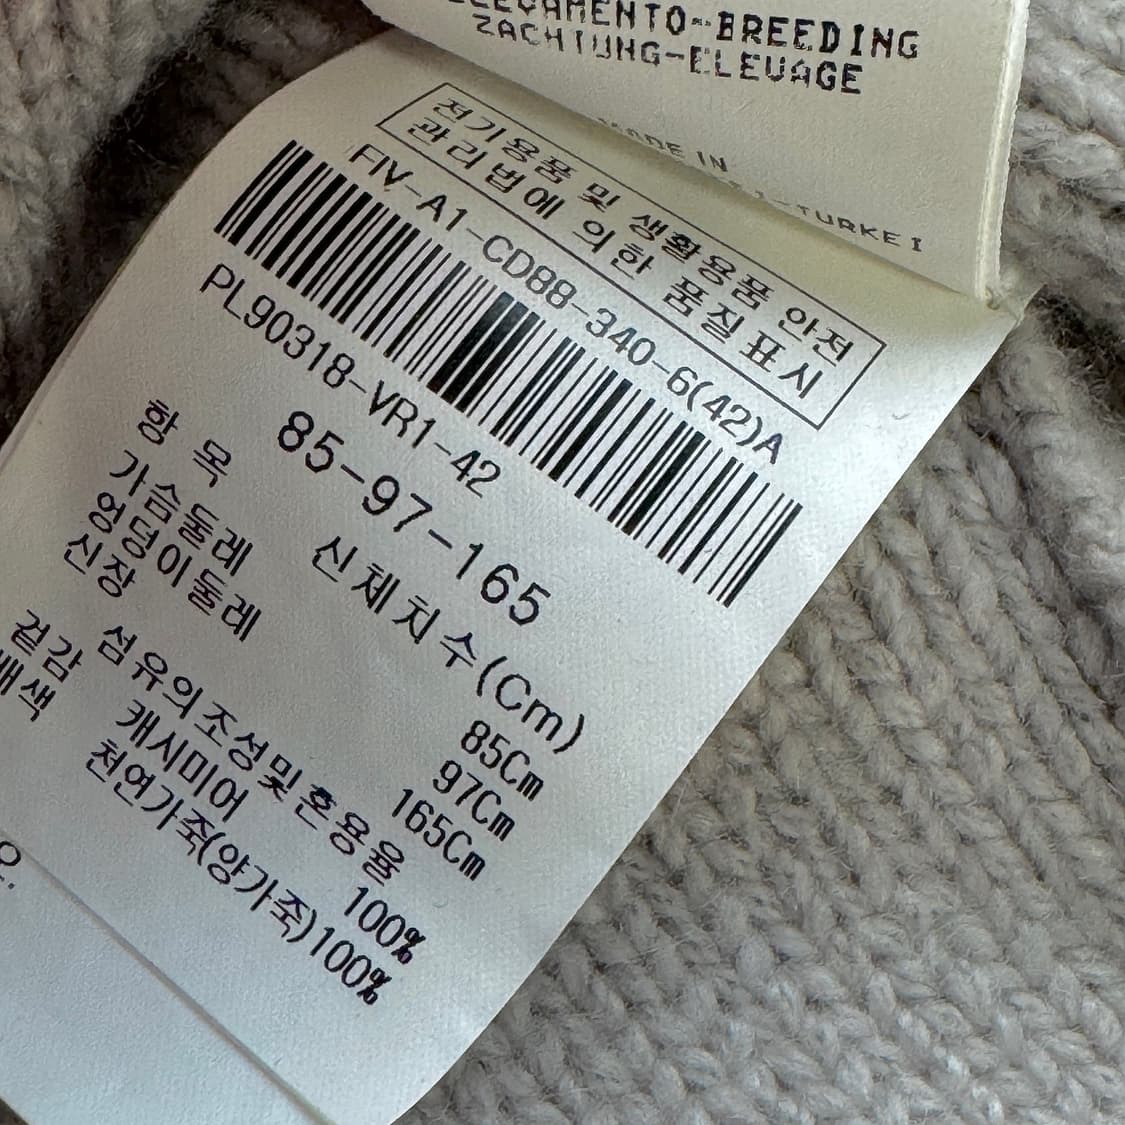 ALLEVAMENTO-BREEDING
ZACHTUNG-ELEVAGE
MADE IN
TURKEI
전기용품 및 생활용품 안전
관리법에 의한 품질표시
FIV-A1-CD88-340-6(42)A
PL90318-VR1-42
85-97-165
항 목 신체치수(Cm)
가슴둘레 85Cm
엉덩이둘레 97Cm
신장 165Cm
섬유의조성및혼용율
겉감 캐시미어 100%
배색 천연가죽(양가죽)100%
오.